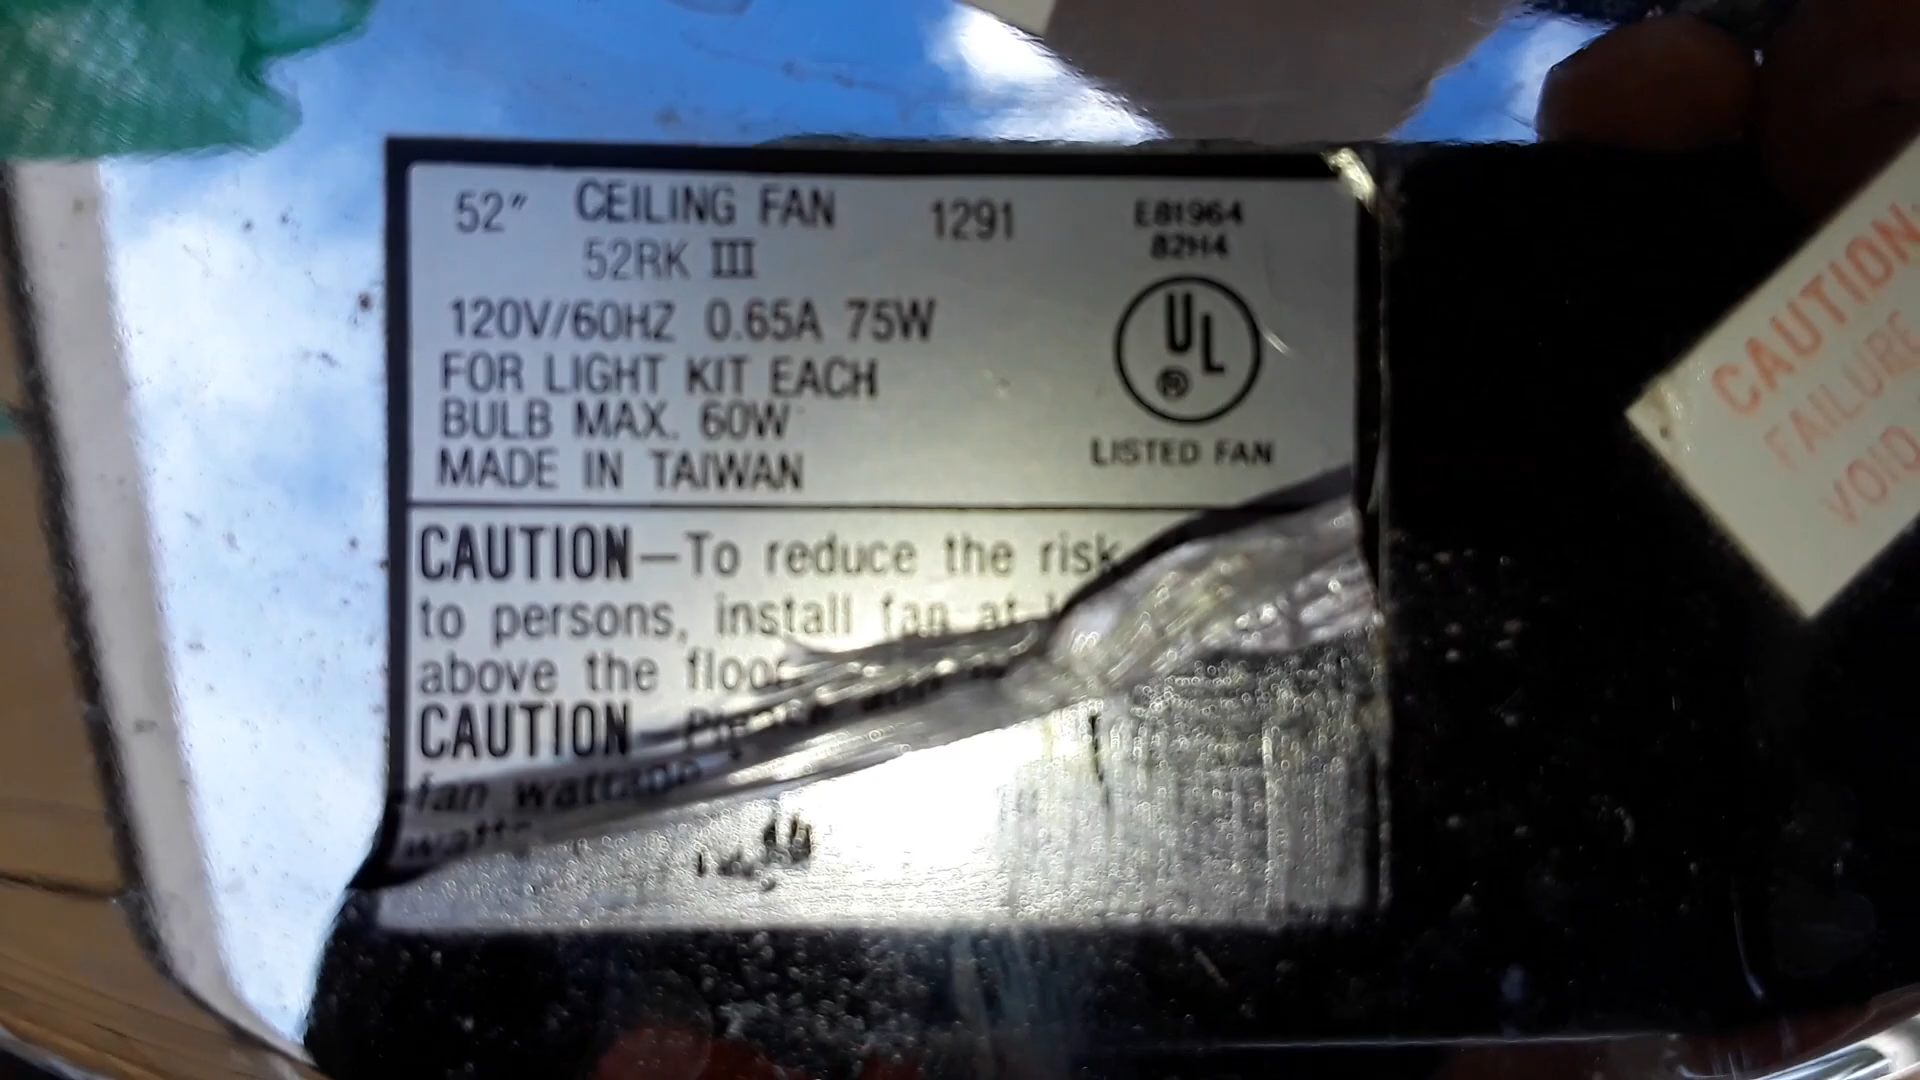 52" CEILING FAN 1291
52RK III
E81964
82H4
120V/60HZ 0.65A 75W
FOR LIGHT KIT EACH
BULB MAX. 60W
MADE IN TAIWAN
UL
®
LISTED FAN
CAUTION—To reduce the risk
to persons, install fan at
above the floor
CAUTION
fan wattage
watts
CAUTION:
FAILURE
VOID